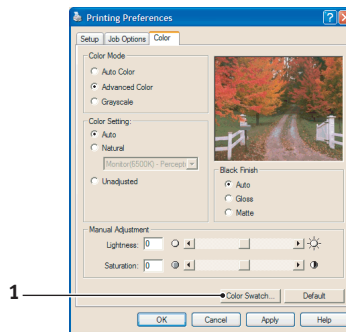 Printing Preferences
Setup Job Options Color
Color Mode
Auto Color
Advanced Color
Grayscale
Color Setting:
Auto
Natural
Monitor(6500K) - Percept
Unadjusted
Black Finish
Auto
Gloss
Matte
Manual Adjustment
Lightness: 0
Saturation: 0
1
Color Swatch... Default
OK Cancel Apply Help